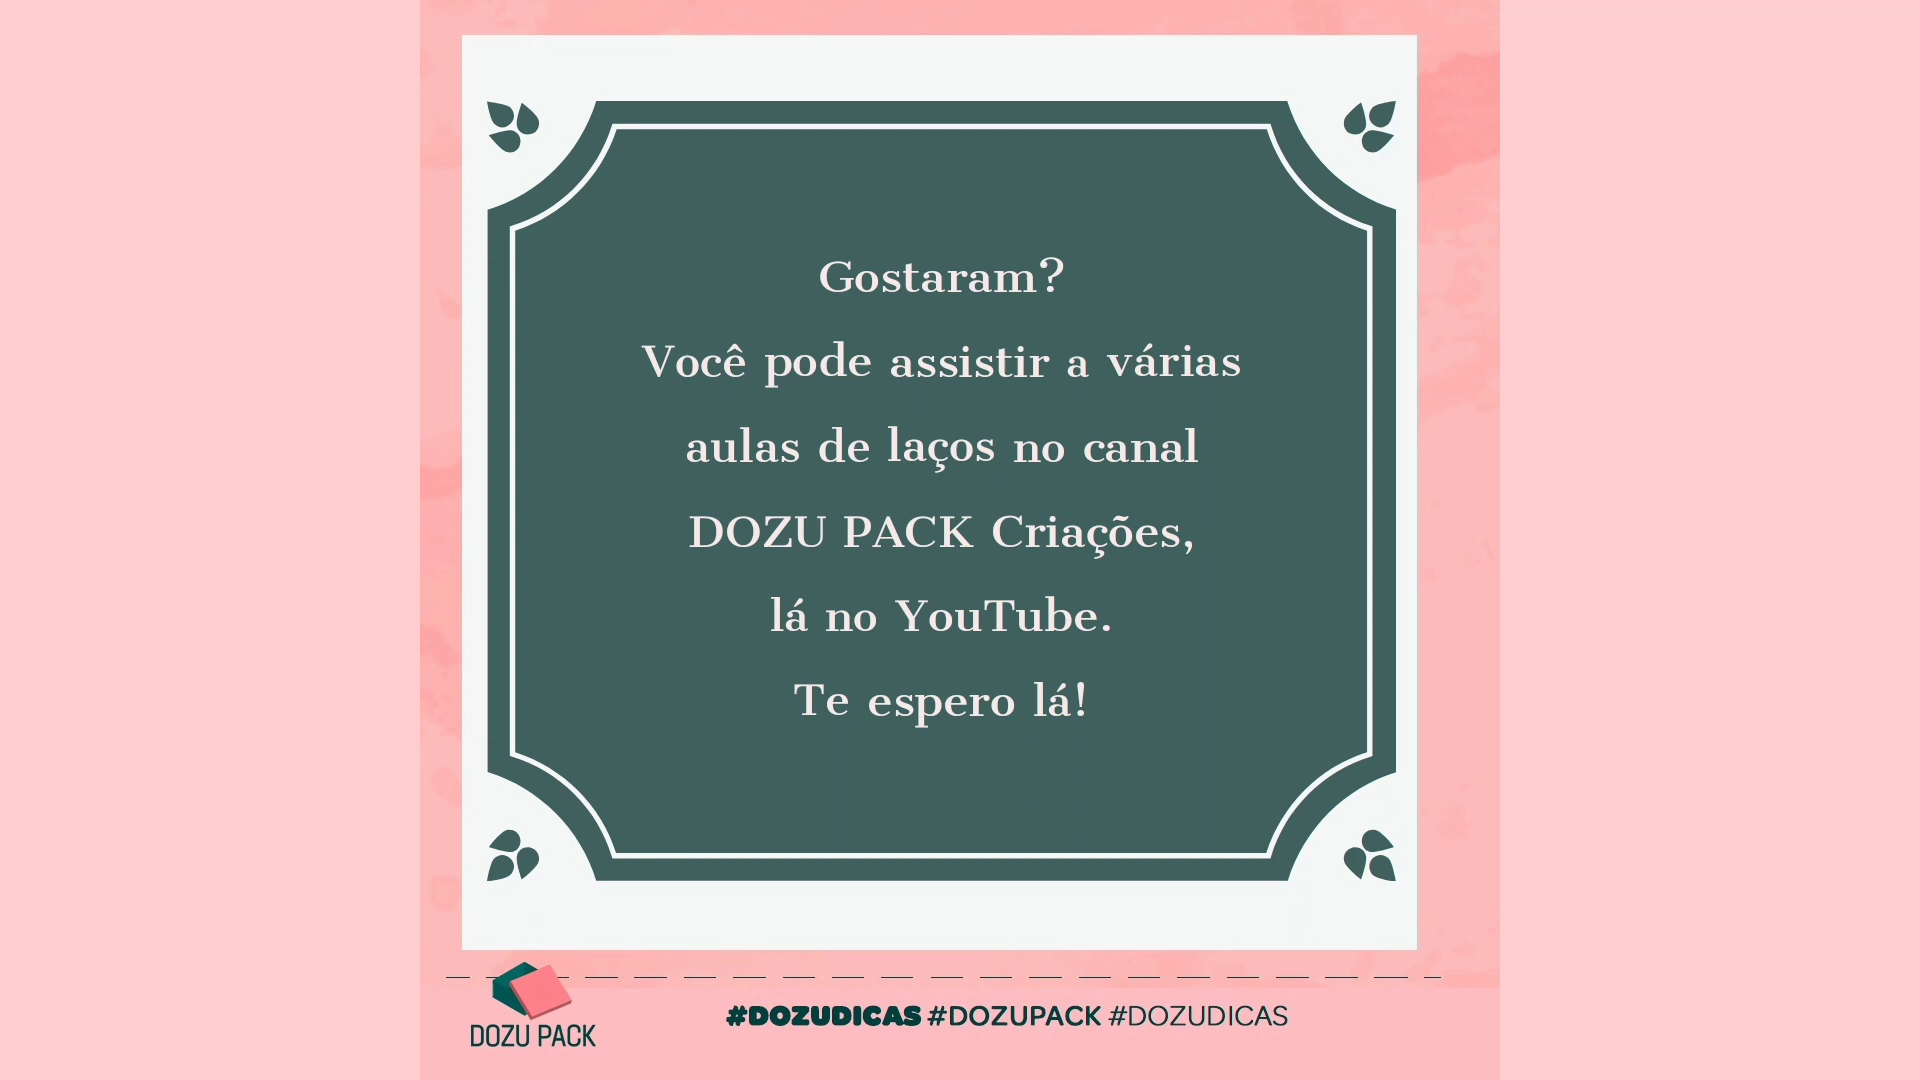 Gostaram?
Você pode assistir a várias
aulas de laços no canal
DOZU PACK Criações,
lá no YouTube.
Te espero lá!
DOZU PACK
#DOZUDICAS #DOZUPACK #DOZUDICAS